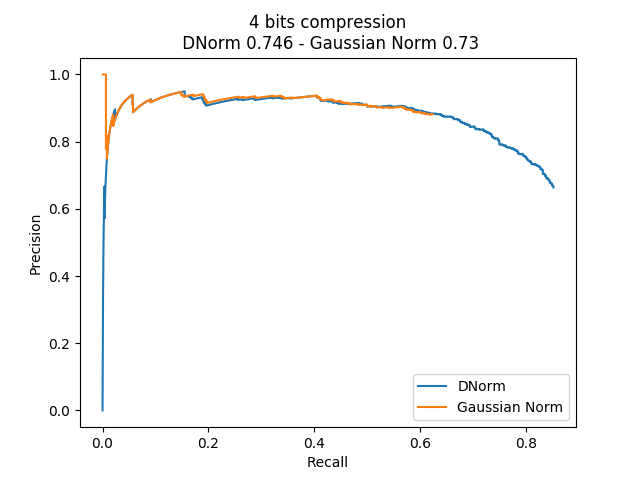 4 bits compression
DNorm 0.746 - Gaussian Norm 0.73
1.0
0.8
0.6
0.4
0.2
0.0
Precision
0.0 0.2 0.4 0.6 0.8
Recall
DNorm
Gaussian Norm